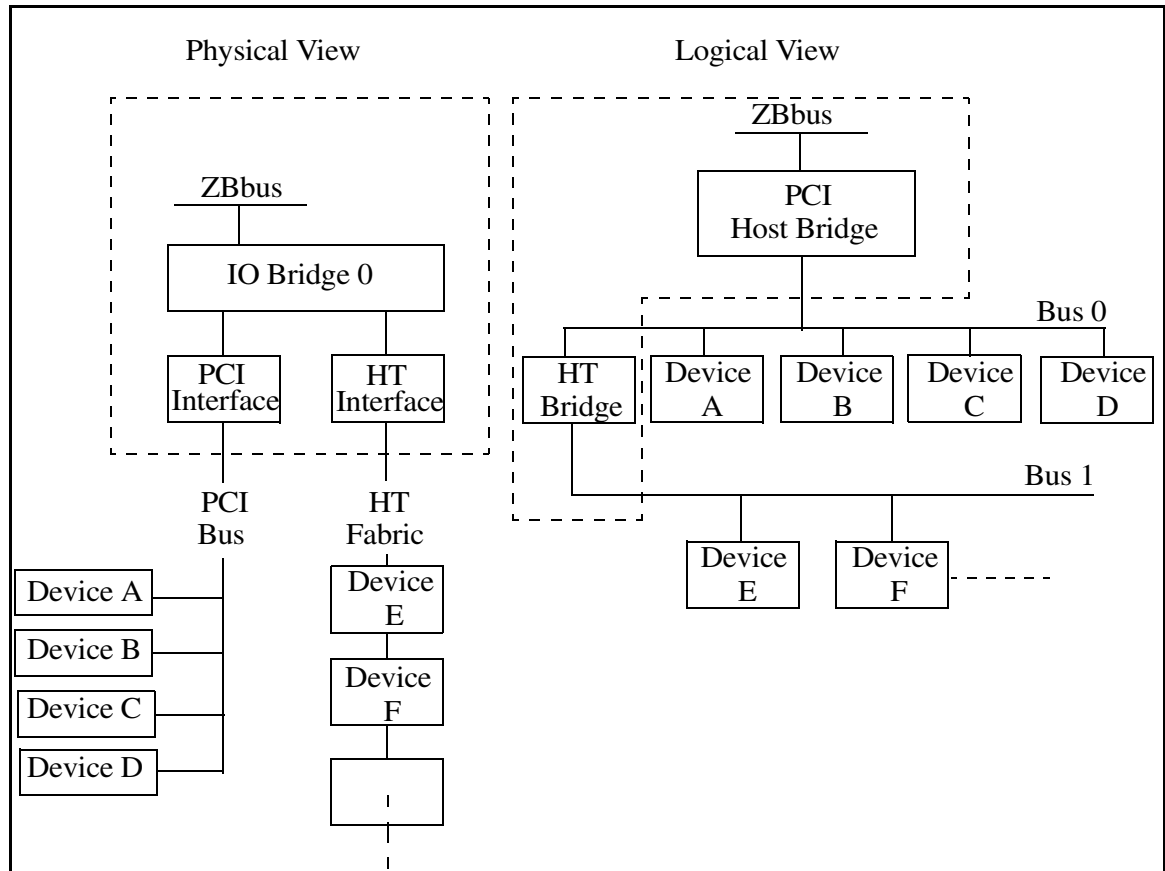 Physical View
ZBbus
IO Bridge 0
PCI
Interface
HT
Interface
PCI
Bus
HT
Fabric
Device A
Device B
Device C
Device D
Device
E
Device
F
Logical View
ZBbus
PCI
Host Bridge
Bus 0
HT
Bridge
Device
A
Device
B
Device
C
Device
D
Bus 1
Device
E
Device
F